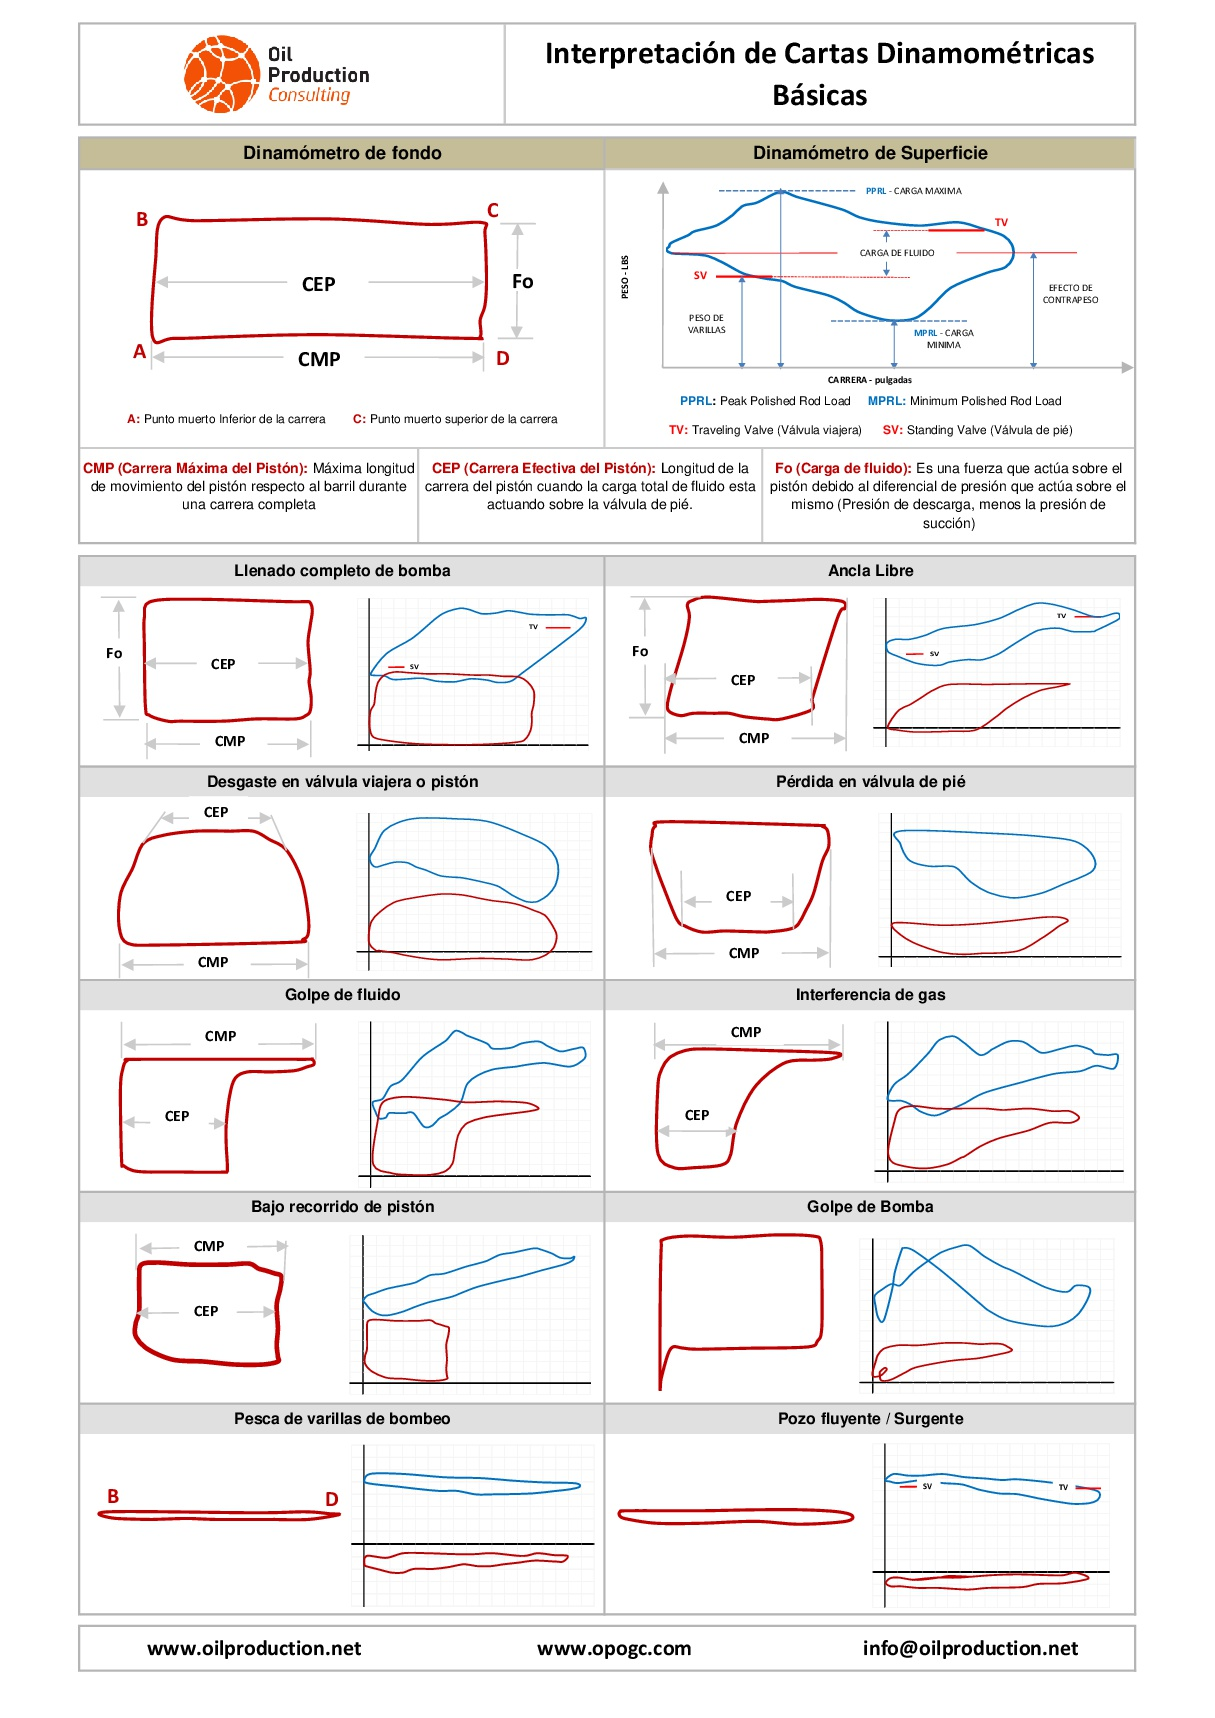 Oil
Production
Consulting
Interpretación de Cartas Dinamométricas
Básicas
Dinamómetro de fondo
B
C
CEP
Fo
A
CMP
D
A: Punto muerto Inferior de la carrera
C: Punto muerto superior de la carrera
Dinamómetro de Superficie
PPRL - CARGA MAXIMA
TV
CARGA DE FLUIDO
SV
PESO - LBS
EFECTO DE
CONTRAPESO
PESO DE
VARILLAS
MPRL - CARGA
MINIMA
CARRERA - pulgadas
PPRL: Peak Polished Rod Load MPRL: Minimum Polished Rod Load
TV: Traveling Valve (Válvula viajera) SV: Standing Valve (Válvula de pié)
CMP (Carrera Máxima del Pistón): Máxima longitud
de movimiento del pistón respecto al barril durante
una carrera completa
CEP (Carrera Efectiva del Pistón): Longitud de la
carrera del pistón cuando la carga total de fluido esta
actuando sobre la válvula de pié.
Fo (Carga de fluido): Es una fuerza que actúa sobre el
pistón debido al diferencial de presión que actúa sobre el
mismo (Presión de descarga, menos la presión de
succión)
Llenado completo de bomba
Fo
CEP
CMP
TV
SV
Ancla Libre
Fo
CEP
CMP
TV
SV
Desgaste en válvula viajera o pistón
CEP
CMP
Pérdida en válvula de pié
CEP
CMP
Golpe de fluido
CMP
CEP
Interferencia de gas
CMP
CEP
Bajo recorrido de pistón
CMP
CEP
Golpe de Bomba
Pesca de varillas de bombeo
B
D
Pozo fluyente / Surgente
SV
TV
www.oilproduction.net
www.opogc.com
info@oilproduction.net